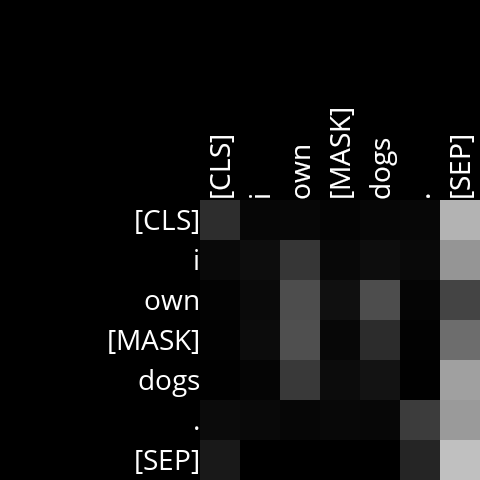 [CLS]
i
own
[MASK]
dogs
.
[SEP]
[CLS]
i
own
[MASK]
dogs
.
[SEP]